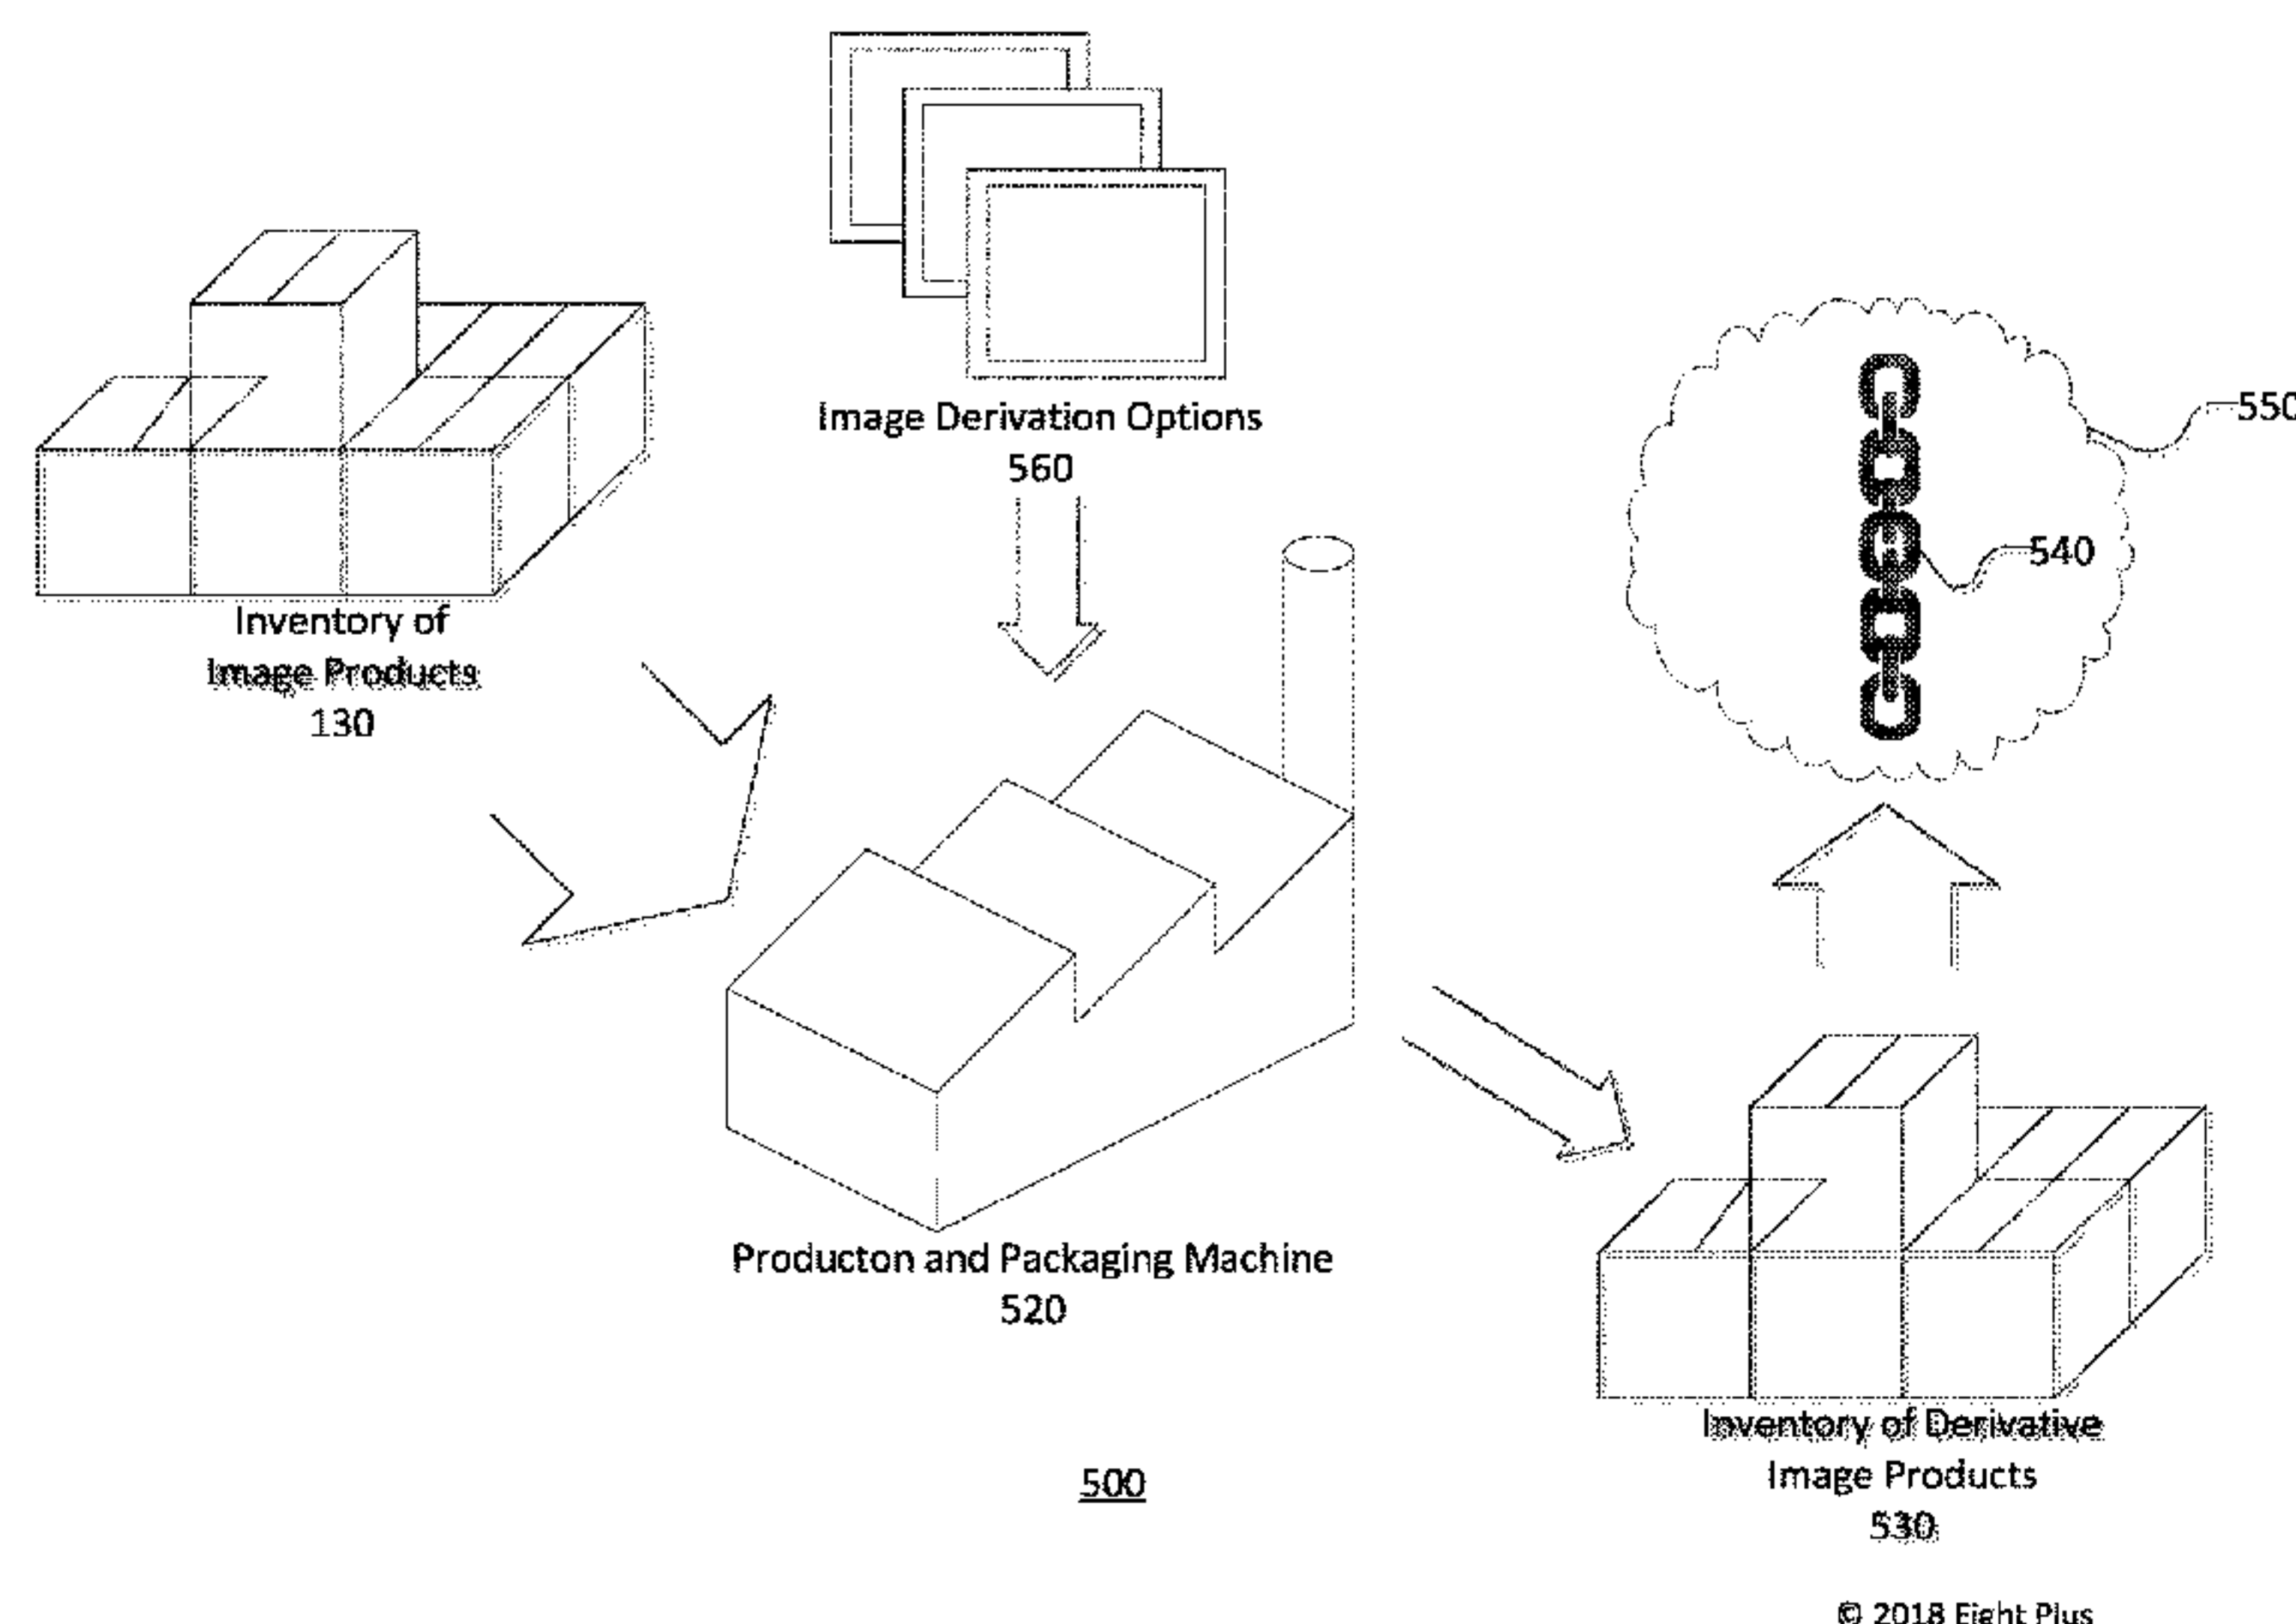 Image Derivation Options
560
550
540
Inventory of
Image Products
130
Producton and Packaging Machine
520
Inventory of Derivative
Image Products
530
500
© 2018 Eight Plus